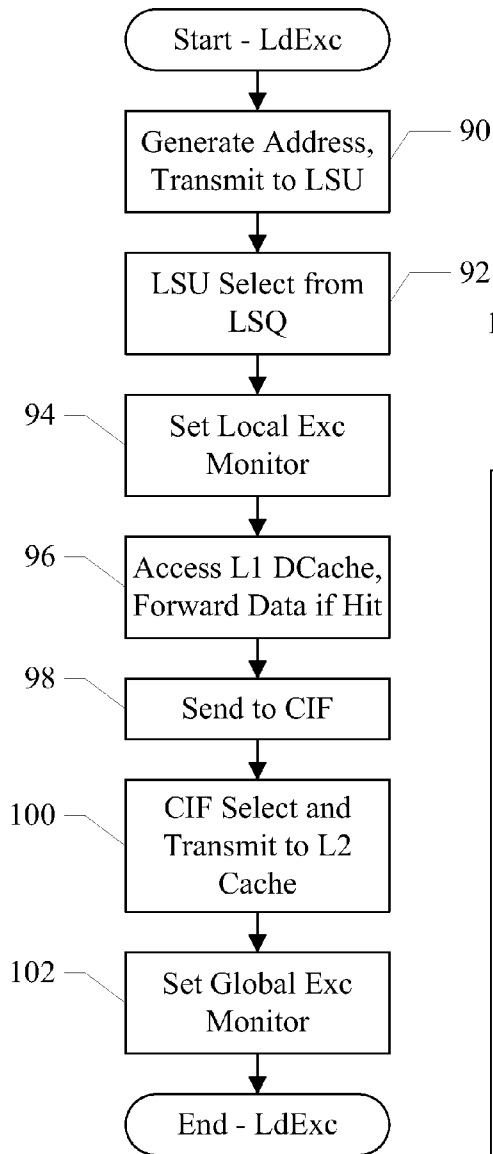 Start - LdExc
90
Generate Address,
Transmit to LSU
92
LSU Select from
LSQ
1
94
Set Local Exc
Monitor
96
Access L1 DCache,
Forward Data if Hit
98
Send to CIF
100
CIF Select and
Transmit to L2
Cache
102
Set Global Exc
Monitor
End - LdExc